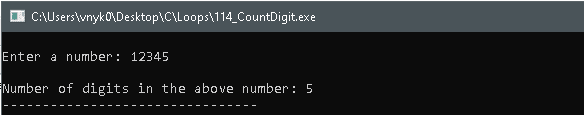 C:\Users\vnyk0\Desktop\C\Loops\114_CountDigit.exe
Enter a number: 12345
Number of digits in the above number: 5
--------------------------------